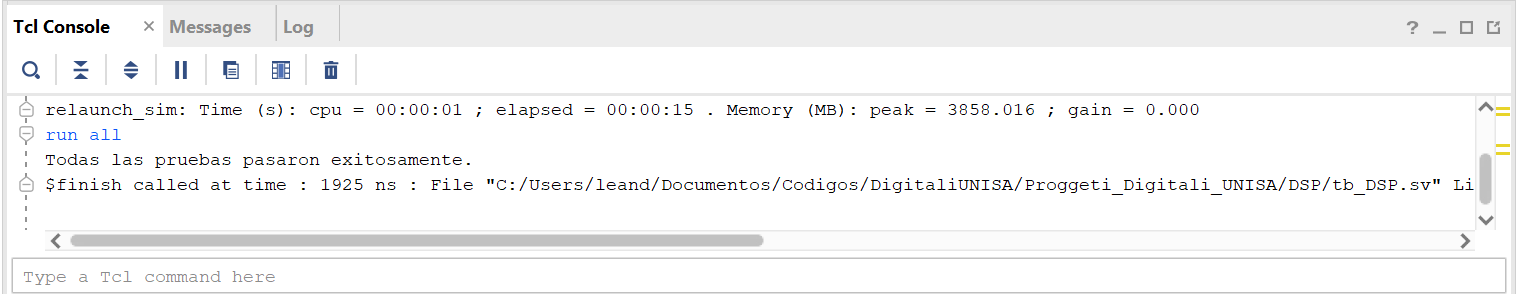 Tcl Console × Messages Log
relaunch_sim: Time (s): cpu = 00:00:01 ; elapsed = 00:00:15 . Memory (MB): peak = 3858.016 ; gain = 0.000
run all
Todas las pruebas pasaron exitosamente.
$finish called at time : 1925 ns : File "C:/Users/leand/Documentos/Codigos/DigitaliUNISA/Proggeti_Digitali_UNISA/DSP/tb_DSP.sv" Li
Type a Tcl command here